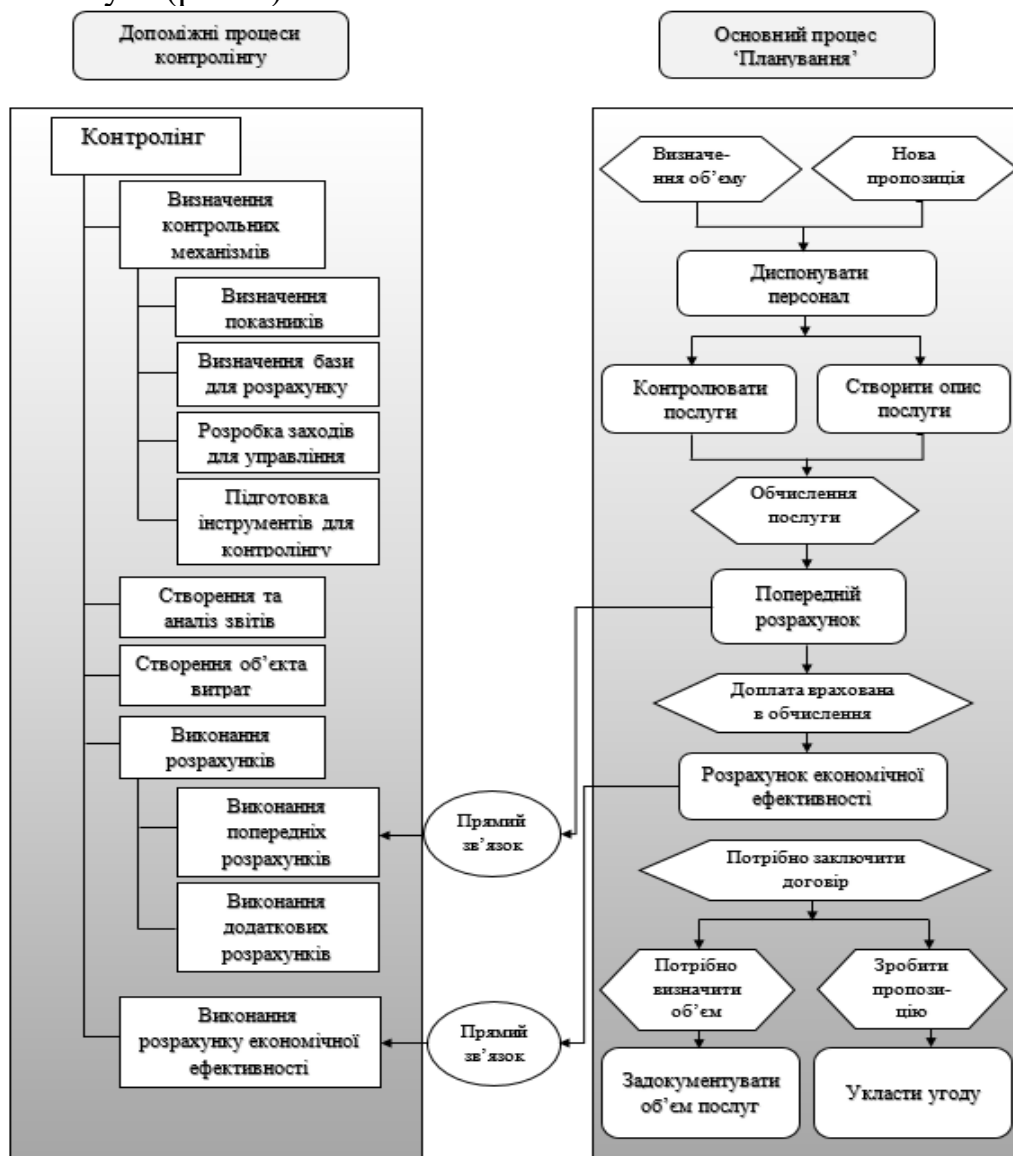 Допоміжні процеси
контролінгу
Основний процес
‘Планування’
Контролінг
Визначення
контрольних
механізмів
Визначення
показників
Визначення бази
для розрахунку
Розробка заходів
для управління
Підготовка
інструментів для
контролінгу
Створення та
аналіз звітів
Створення об’єкта
витрат
Виконання
розрахунків
Виконання
попередніх
розрахунків
Виконання
додаткових
розрахунків
Виконання
розрахунку економічної
ефективності
Прямий
зв’язок
Прямий
зв’язок
Визначе-
ння об’єму
Нова
пропозиція
Диспонувати
персонал
Контролювати
послуги
Створити опис
послуги
Обчислення
послуги
Попередній
розрахунок
Доплата врахована
в обчислення
Розрахунок економічної
ефективності
Потрібно заключити
договір
Потрібно
визначити
об’єм
Зробити
пропози-
цію
Задокументувати
об’єм послуг
Укласти угоду